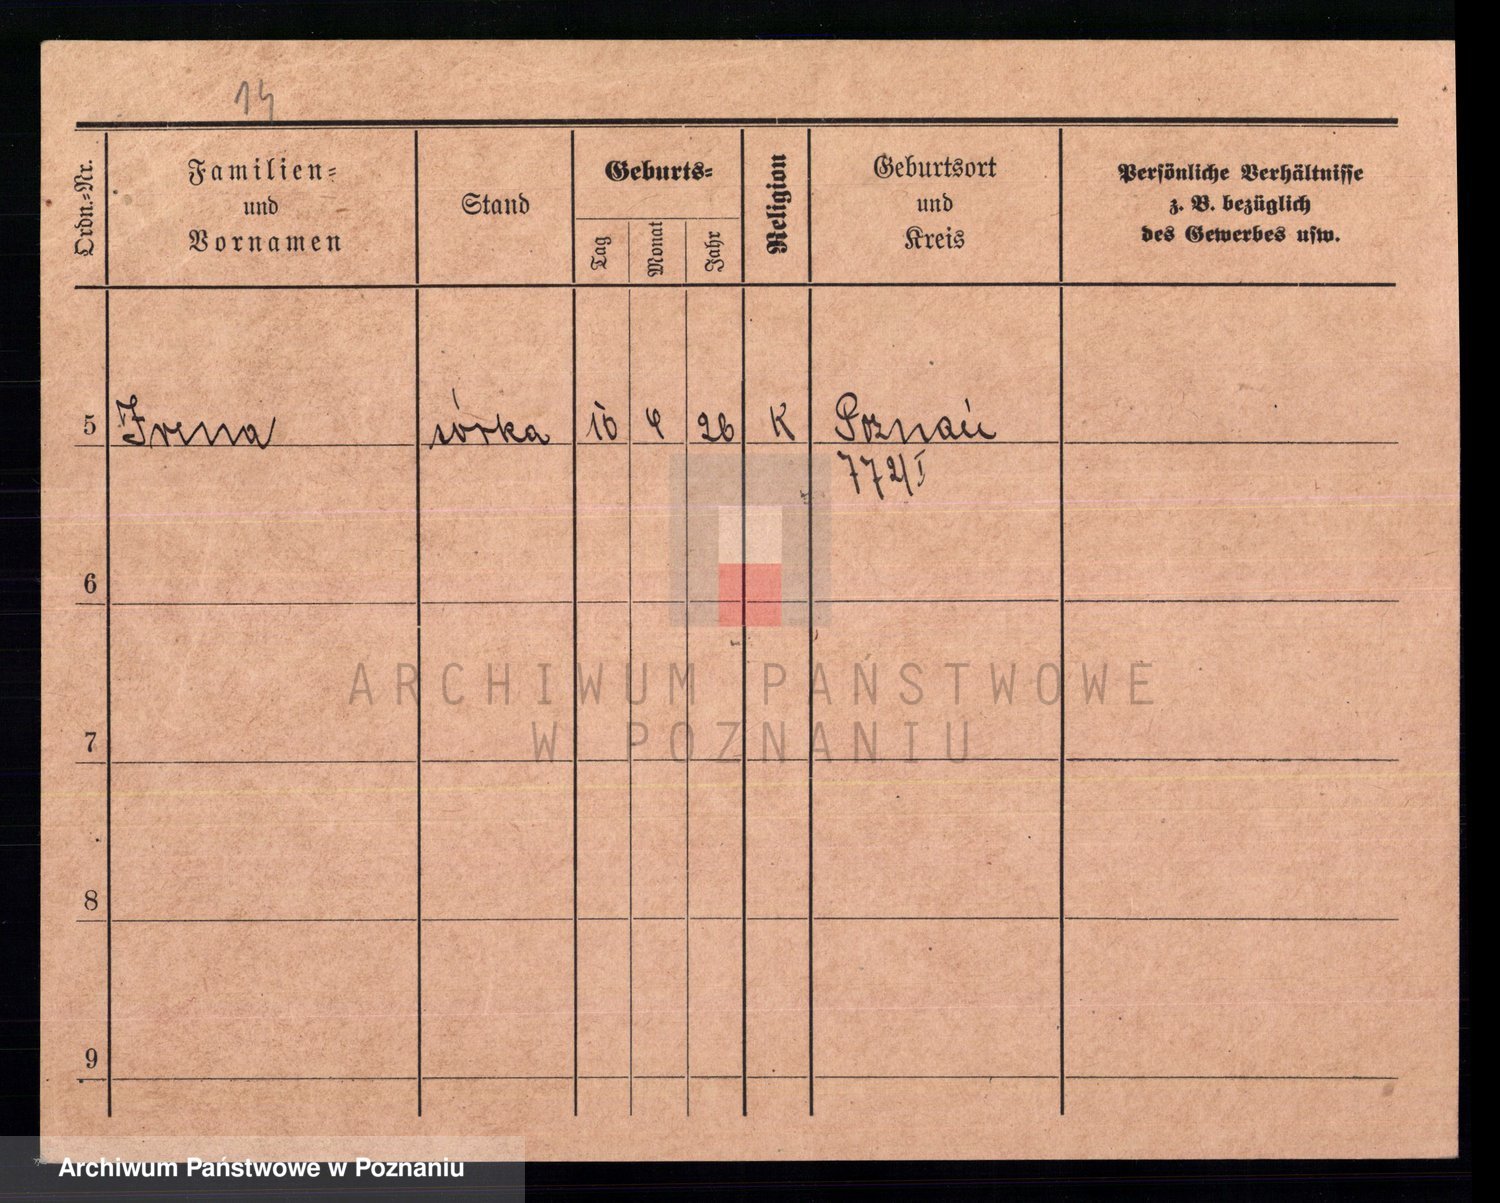 14
Ordn.=Nr.
Familien=
und
Vornamen
Stand
Geburts=
Tag
Monat
Jahr
Religion
Geburtsort
und
Kreis
Persönliche Verhältnisse
z. B. bezüglich
des Gewerbes usw.
5 Irena córka 10 4 26 K Poznań
772/I
6
ARCHIWUM PAŃSTWOWE
W POZNANIU
7
8
9
Archiwum Państwowe w Poznaniu